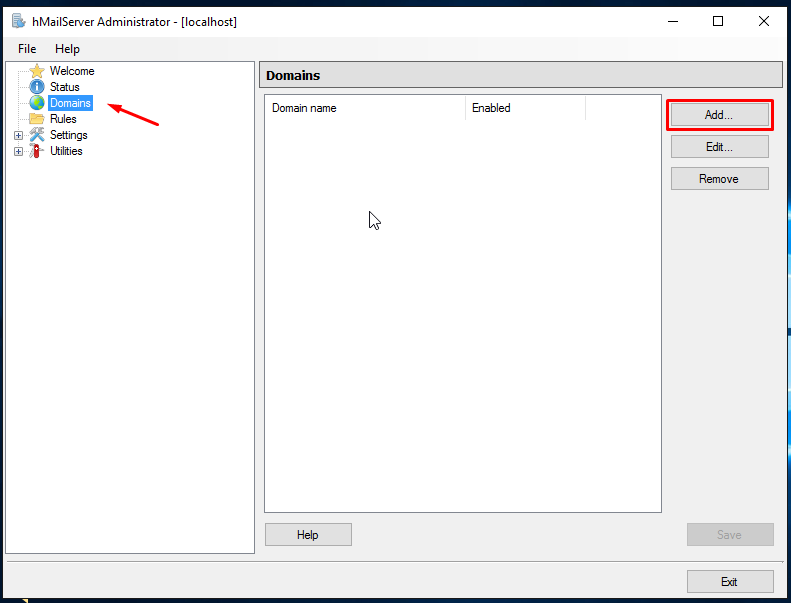 hMailServer Administrator - [localhost]
File Help
Welcome
Status
Domains
Rules
Settings
Utilities
Domains
Domain name Enabled
Add...
Edit...
Remove
Help
Save
Exit